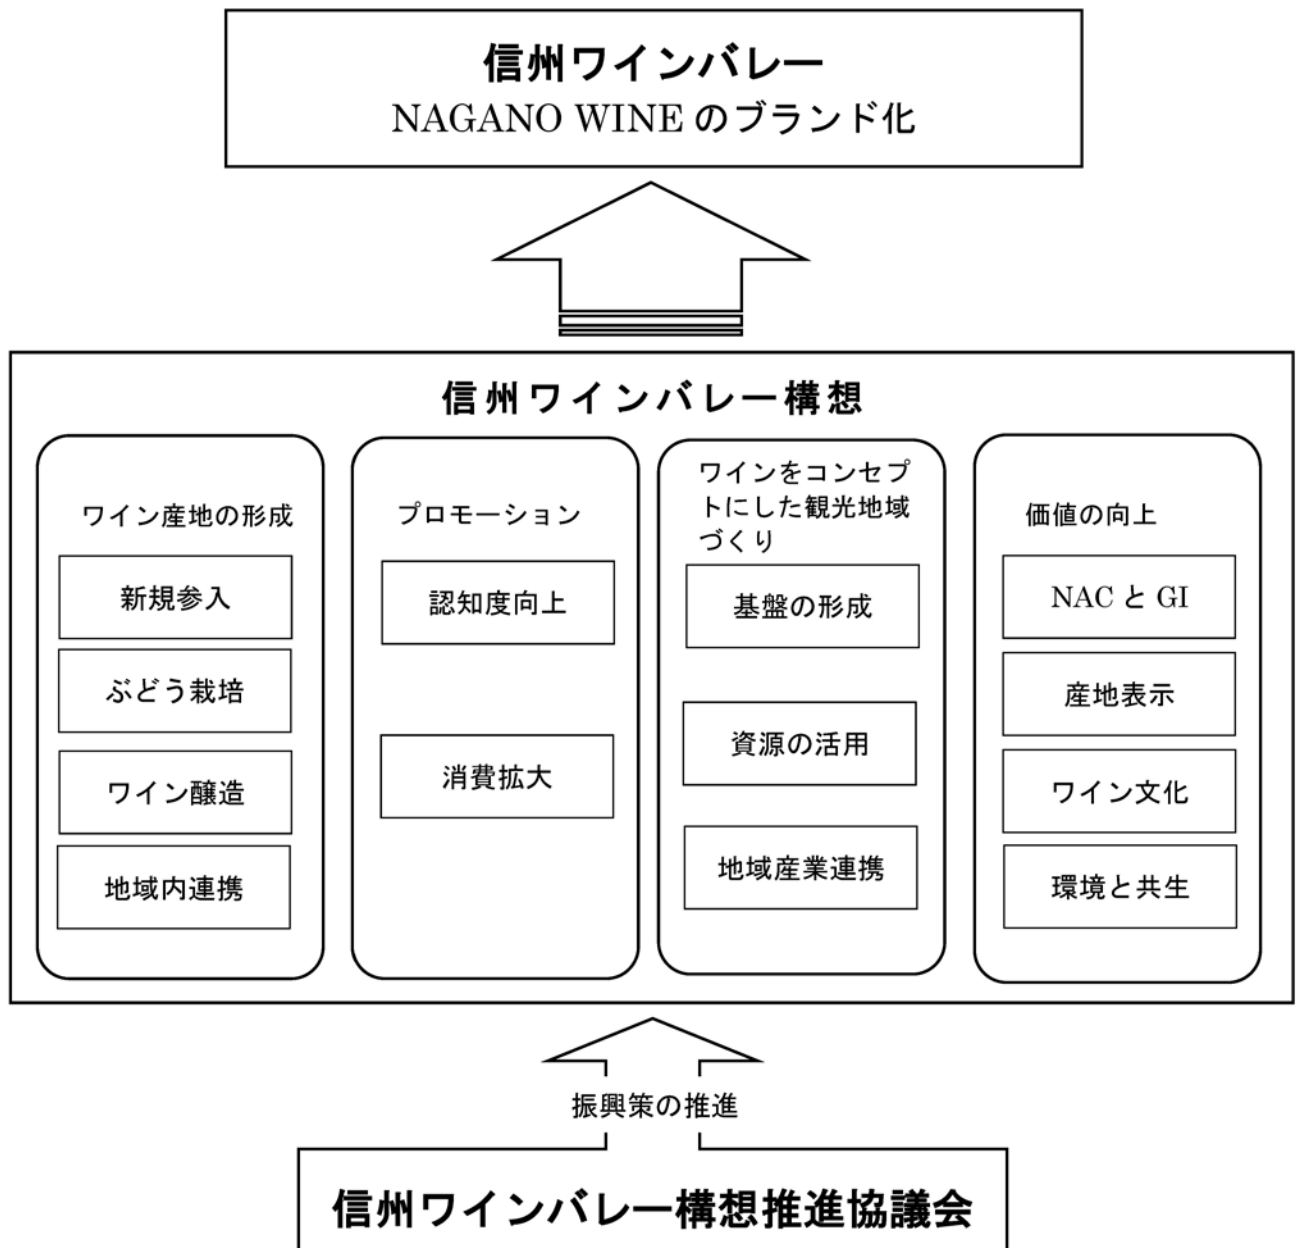 信州ワインバレー
NAGANO WINE のブランド化
信州ワインバレー構想
ワイン産地の形成
新規参入
ぶどう栽培
ワイン醸造
地域内連携
プロモーション
認知度向上
消費拡大
ワインをコンセプ
トにした観光地域
づくり
基盤の形成
資源の活用
地域産業連携
価値の向上
NAC と GI
産地表示
ワイン文化
環境と共生
振興策の推進
信州ワインバレー構想推進協議会